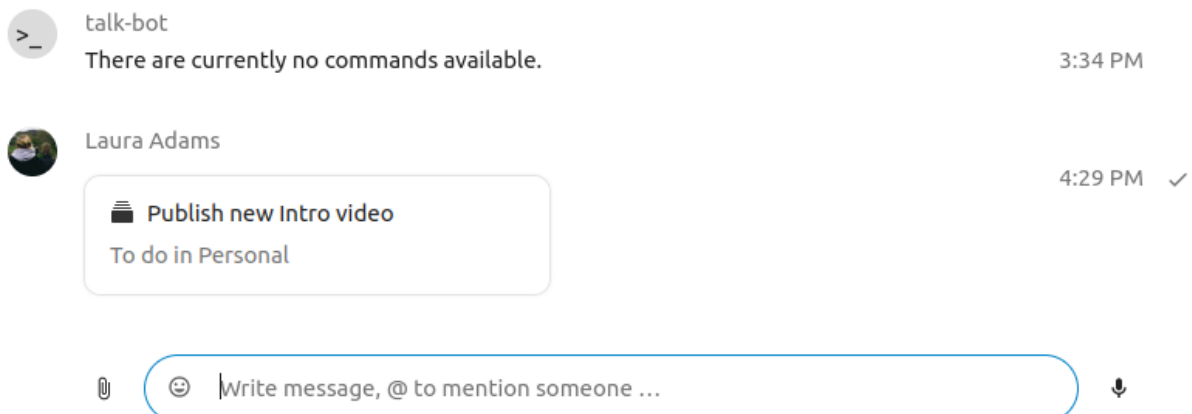 >_
talk-bot
There are currently no commands available.
3:34 PM
Laura Adams
4:29 PM
Publish new Intro video
To do in Personal
Write message, @ to mention someone …